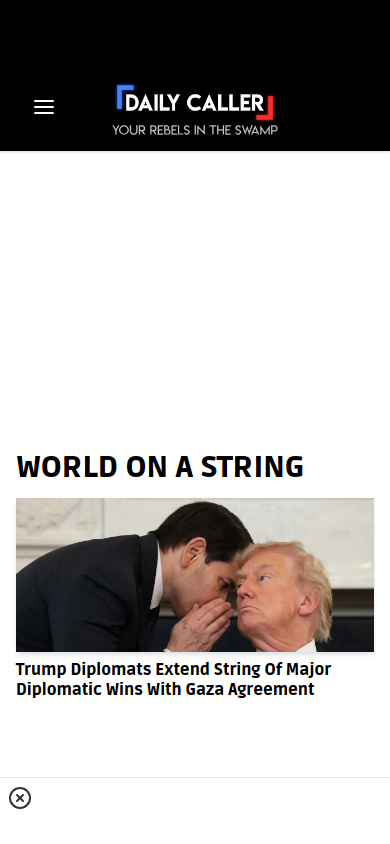 DAILY CALLER
YOUR REBELS IN THE SWAMP
WORLD ON A STRING
Trump Diplomats Extend String Of Major
Diplomatic Wins With Gaza Agreement